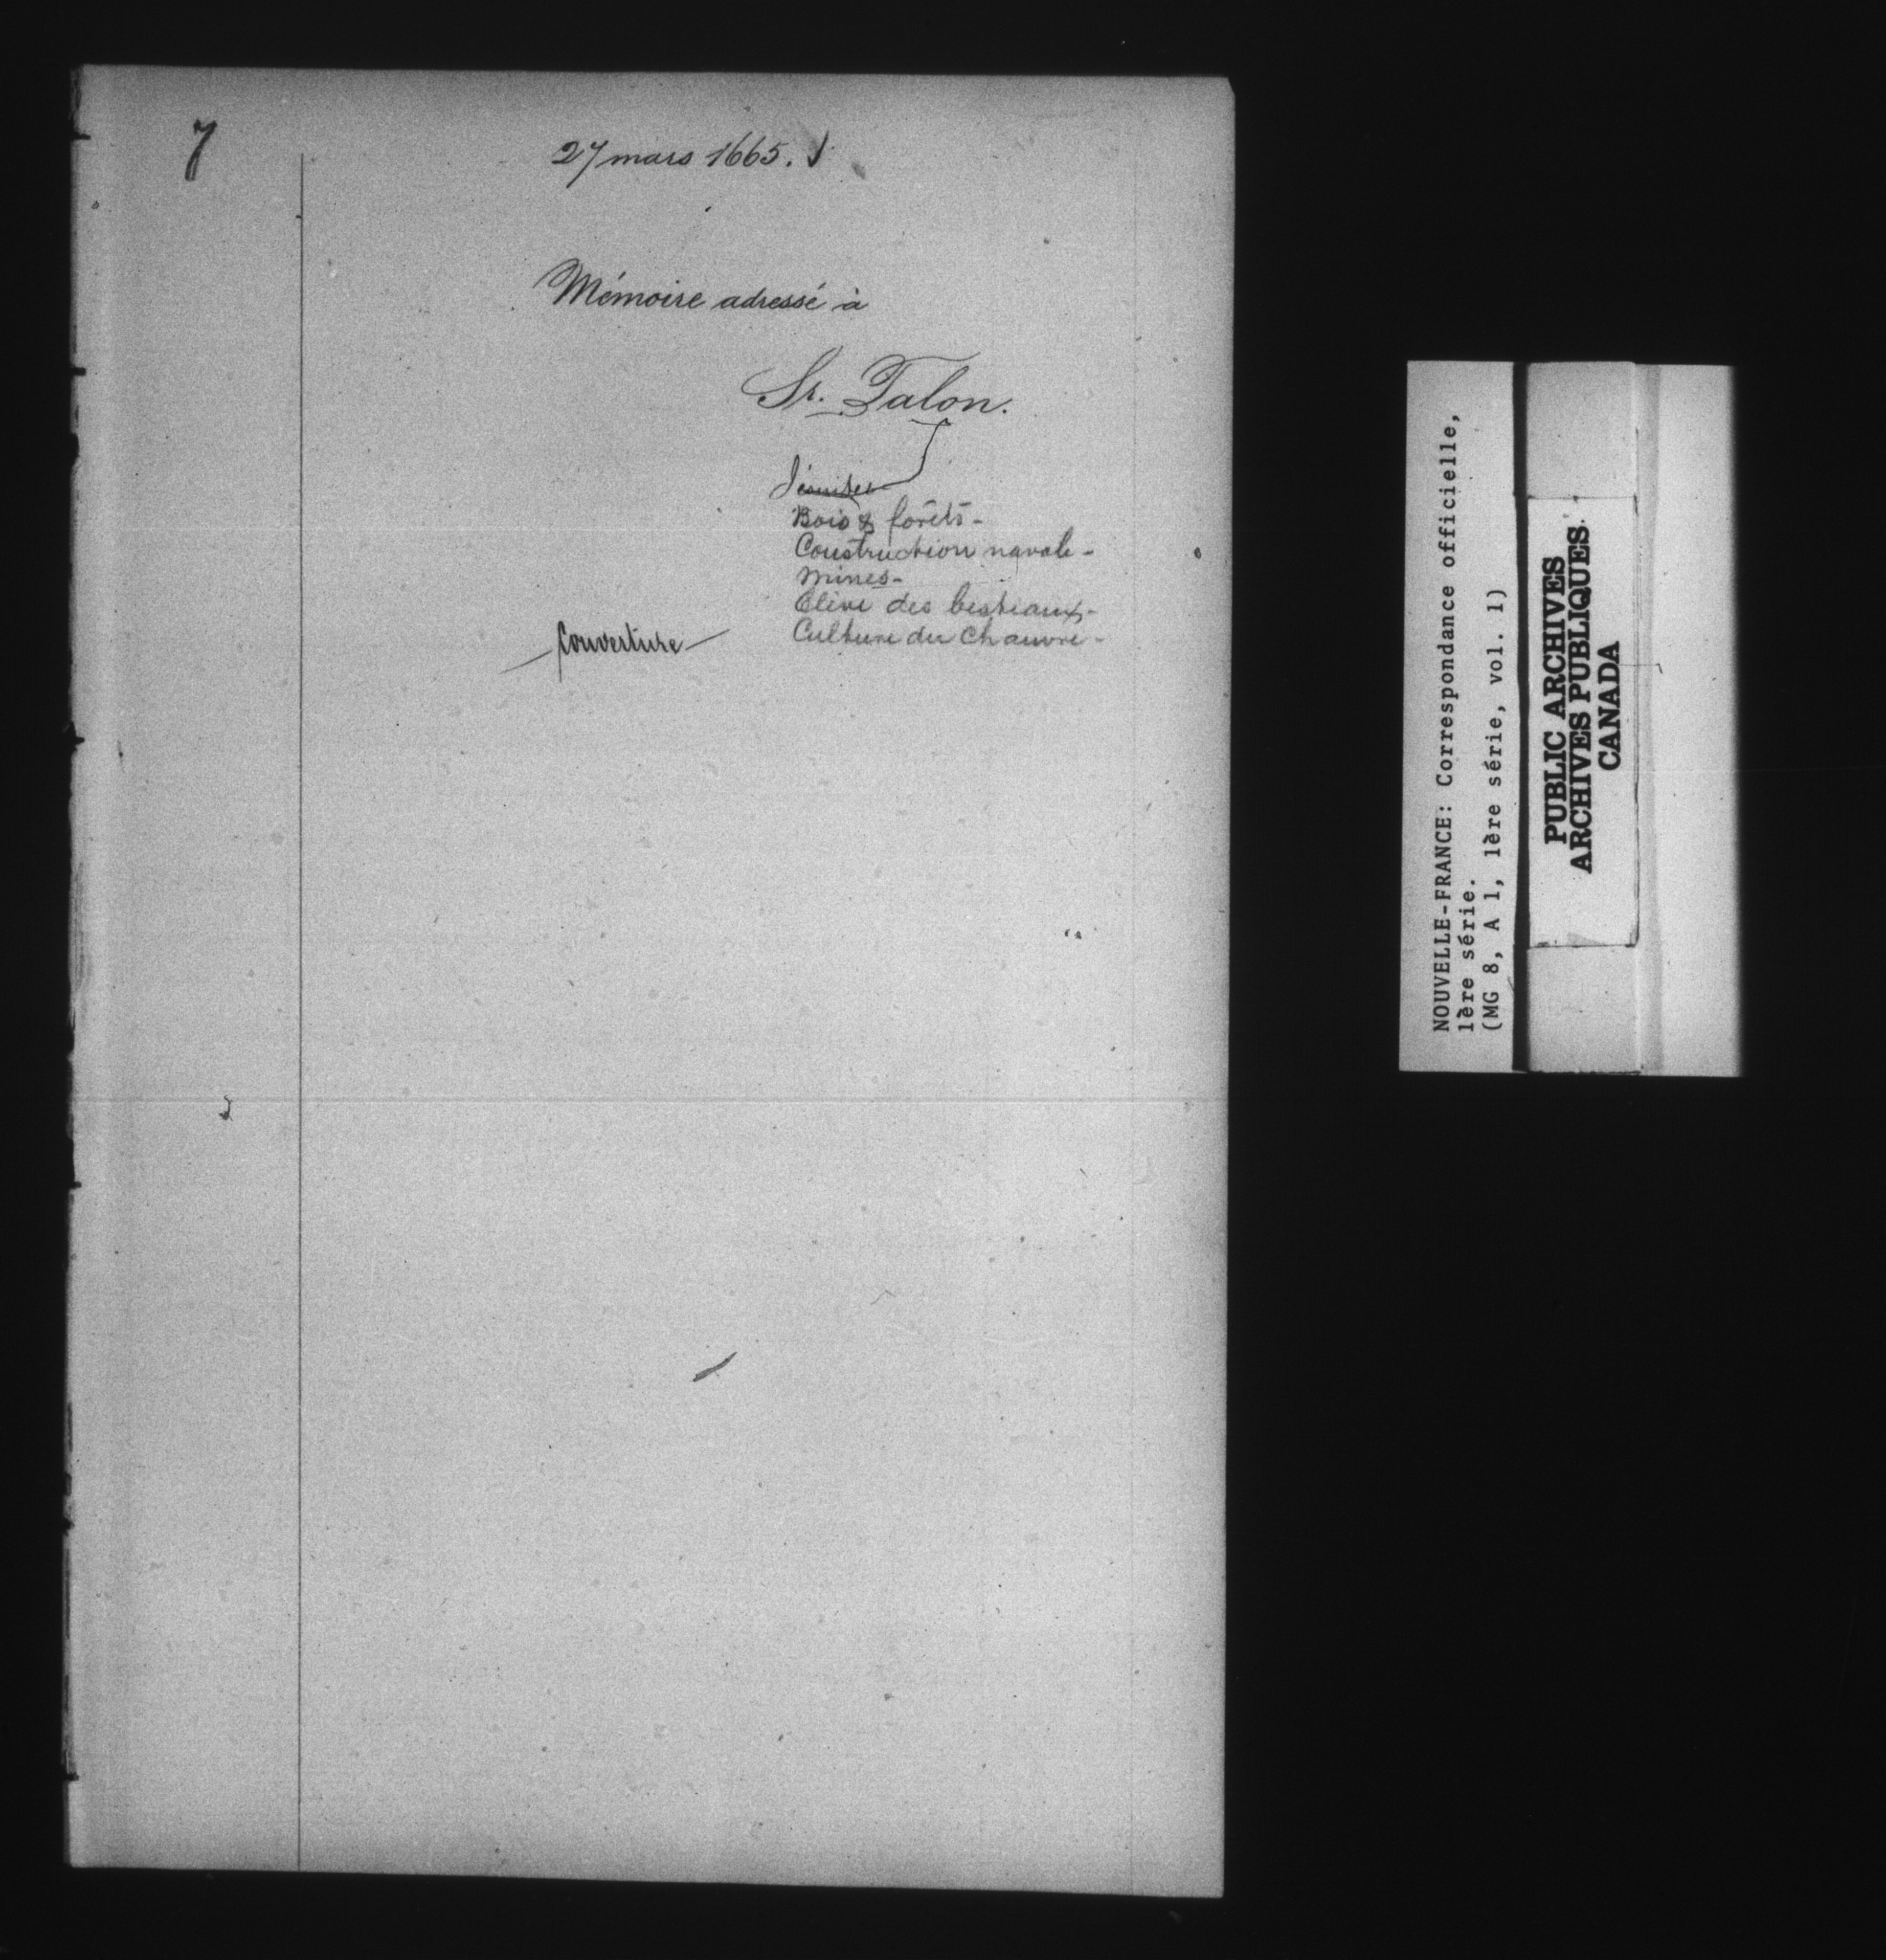 7
27 mars 1665.
Mémoire adressé à
Sr. Talon.
Jésuites
Bois & forêts -
Construction navale -
Mines -
Elève des bestiaux -
Culture du Chanvre -
Couverture
NOUVELLE-FRANCE: Correspondance officielle,
1ère série.
(MG 8, A 1, 1ère série, vol. 1)
PUBLIC ARCHIVES
ARCHIVES PUBLIQUES
CANADA